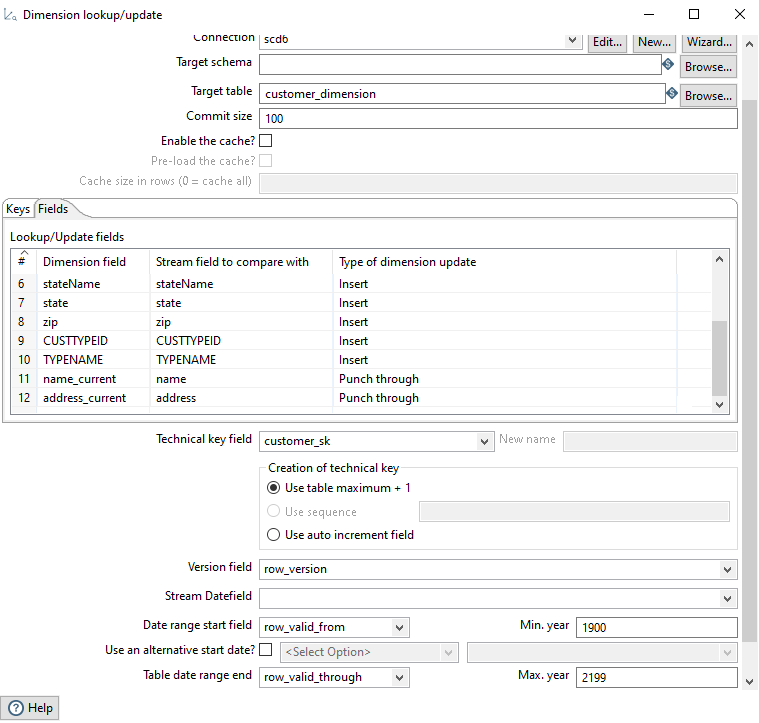 Dimension lookup/update
Connection scd6 Edit... New... Wizard...
Target schema Browse...
Target table customer_dimension Browse...
Commit size 100
Enable the cache?
Pre-load the cache?
Cache size in rows (0 = cache all)
Keys Fields
Lookup/Update fields
# Dimension field Stream field to compare with Type of dimension update
6 stateName stateName Insert
7 state state Insert
8 zip zip Insert
9 CUSTTYPEID CUSTTYPEID Insert
10 TYPENAME TYPENAME Insert
11 name_current name Punch through
12 address_current address Punch through
Technical key field customer_sk New name
Creation of technical key
Use table maximum + 1
Use sequence
Use auto increment field
Version field row_version
Stream Datefield
Date range start field row_valid_from Min. year 1900
Use an alternative start date? <Select Option>
Table date range end row_valid_through Max. year 2199
Help